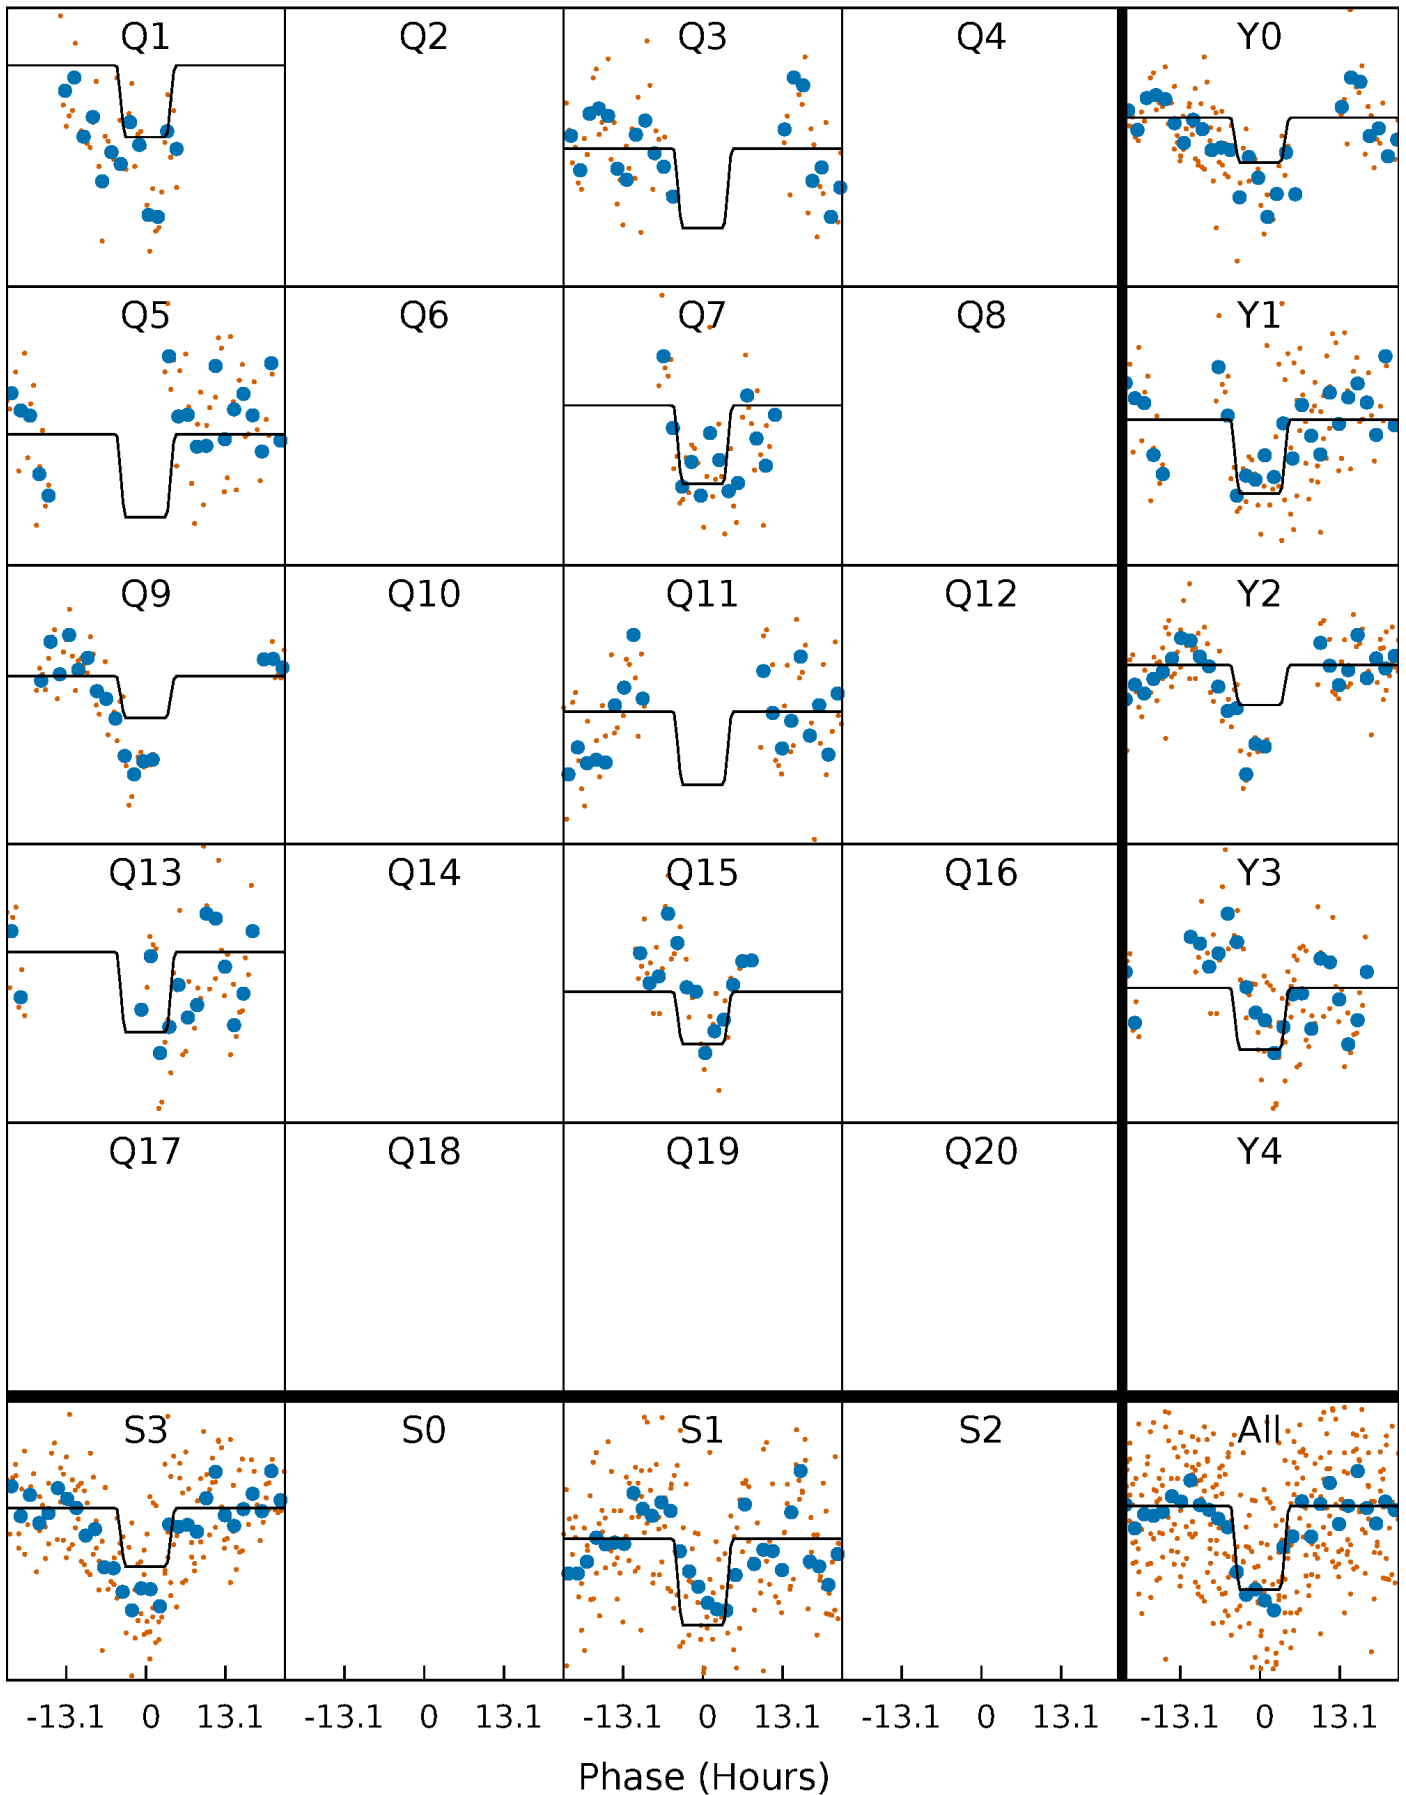 Q1 Q2 Q3 Q4 Y0
Q5 Q6 Q7 Q8 Y1
Q9 Q10 Q11 Q12 Y2
Q13 Q14 Q15 Q16 Y3
Q17 Q18 Q19 Q20 Y4
S3 S0 S1 S2 All
-13.1 0 13.1 -13.1 0 13.1 -13.1 0 13.1 -13.1 0 13.1 -13.1 0 13.1
Phase (Hours)